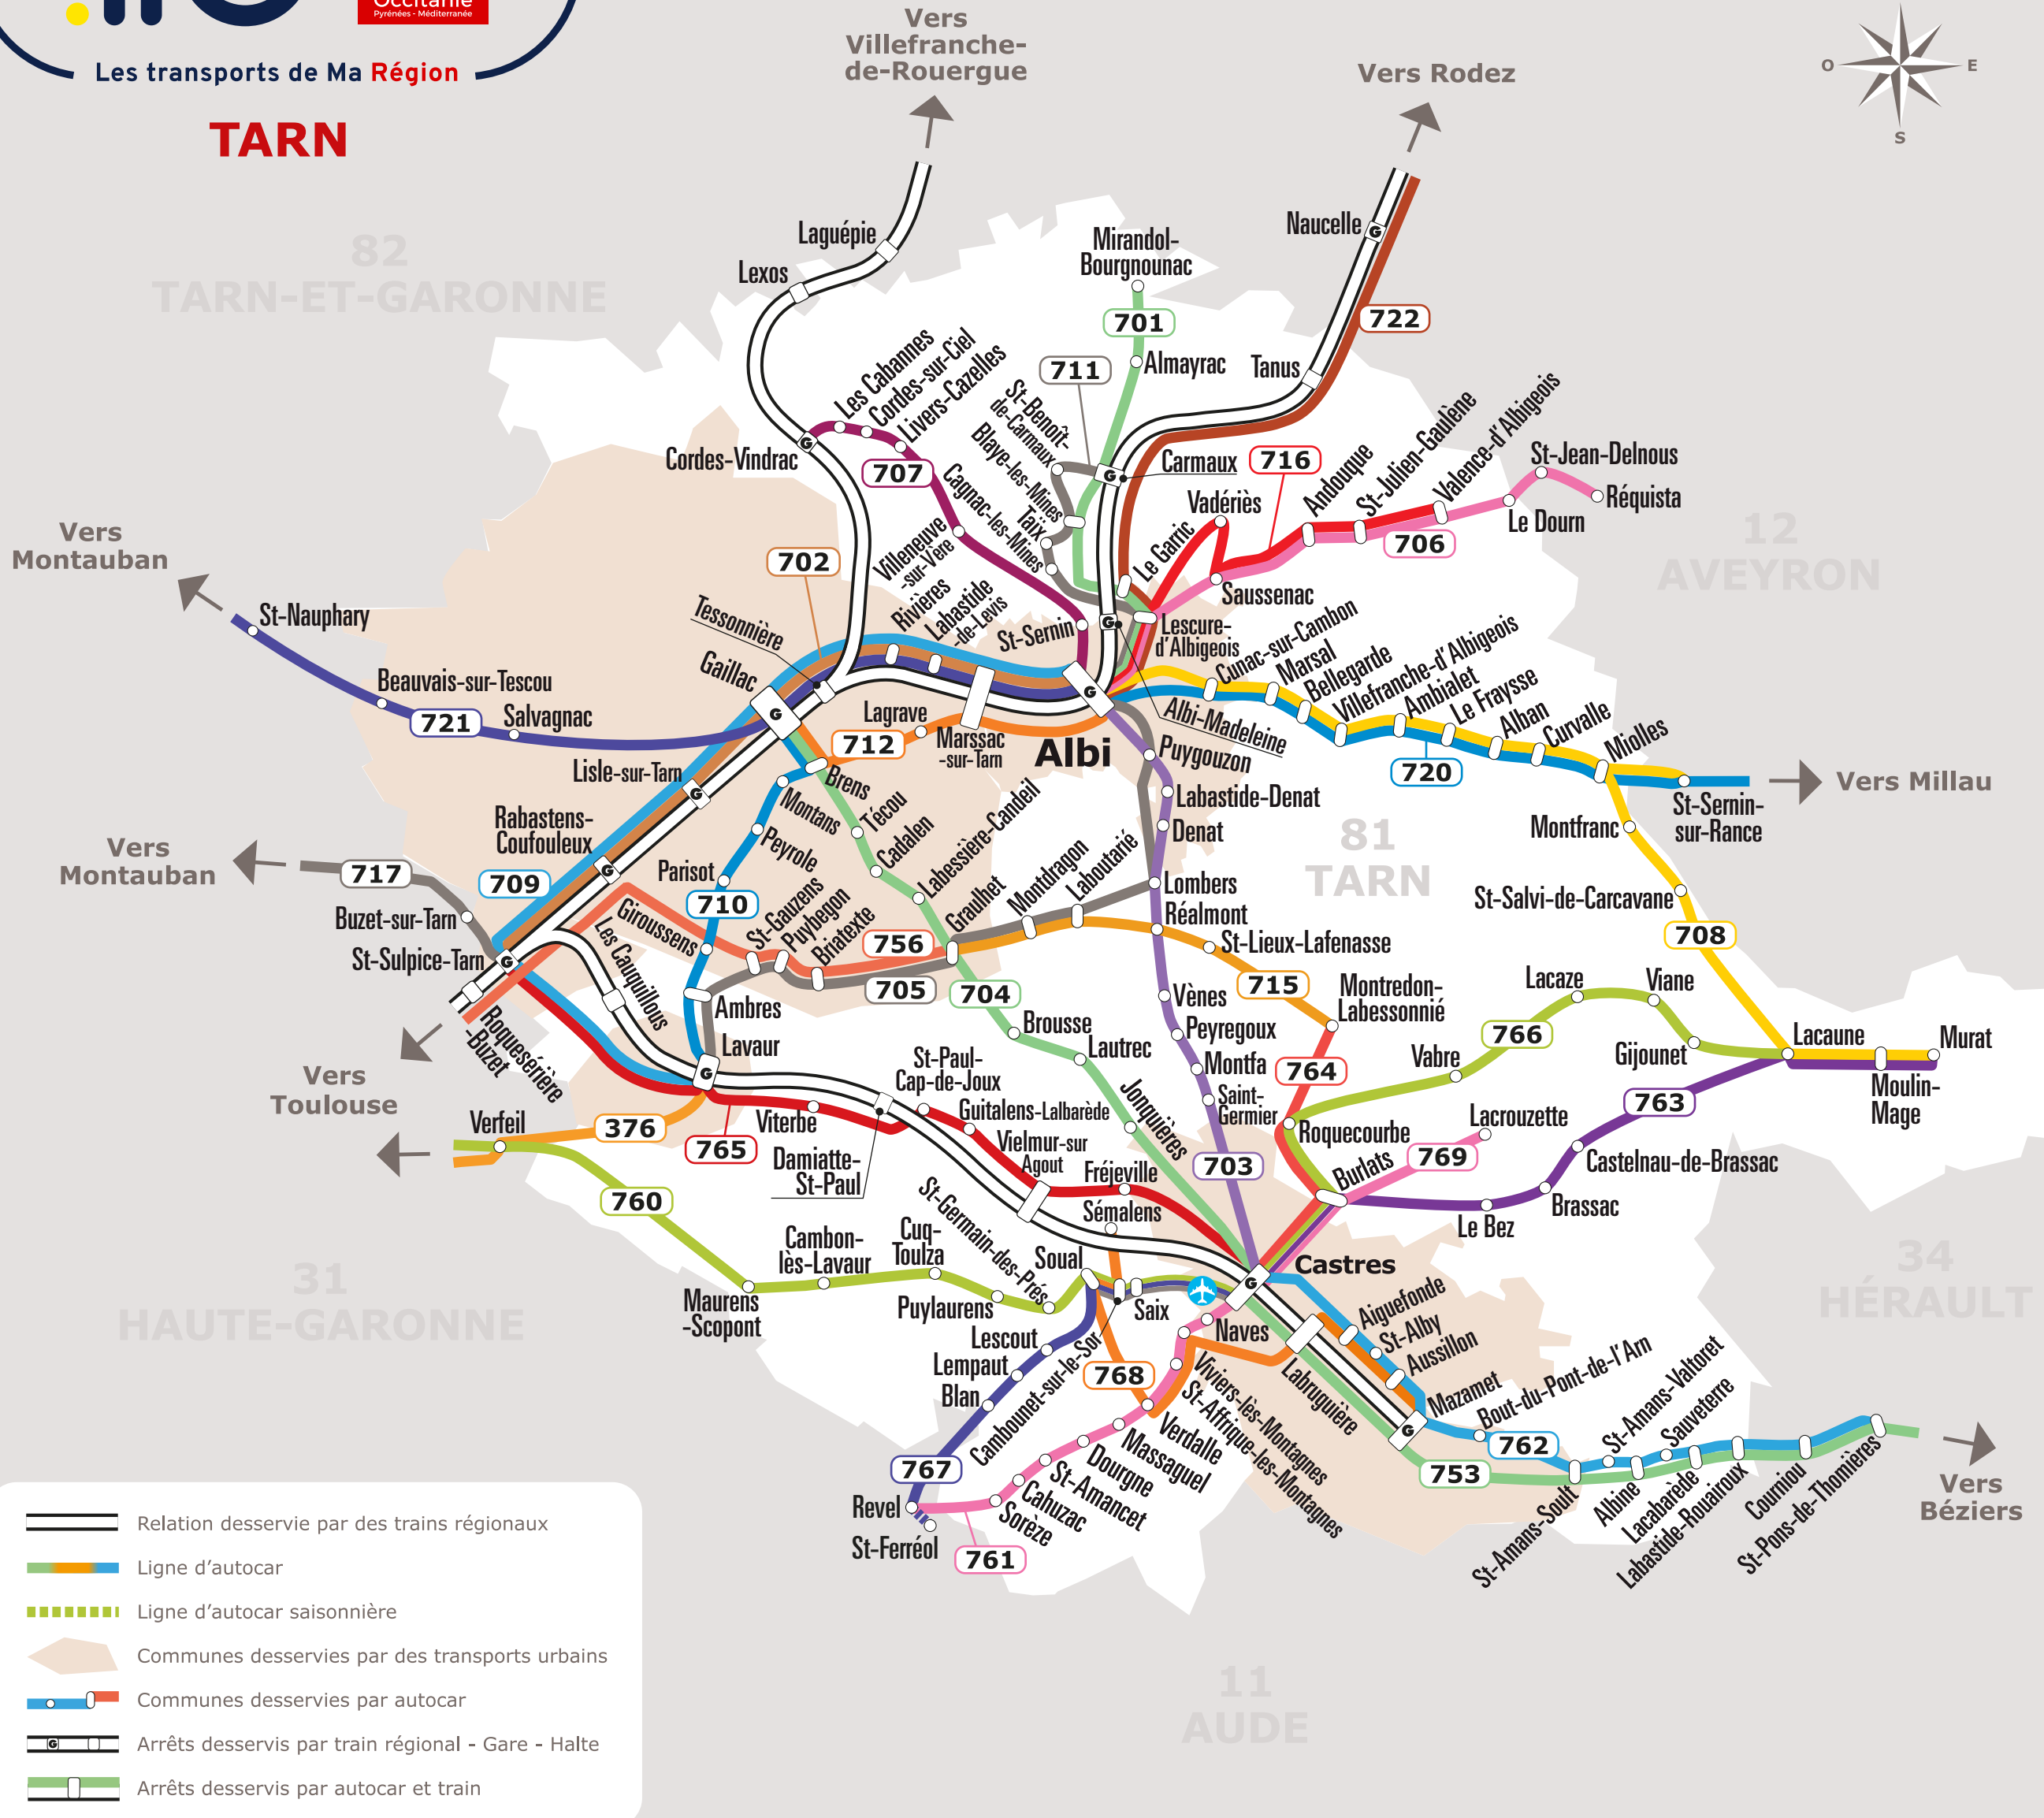 Occitanie
Pyrénées - Méditerranée
Les transports de Ma Région
TARN
Vers
Villefranche-
de-Rouergue
Vers Rodez
O
E
S
82
TARN-ET-GARONNE
Laguépie
Lexos
Naucelle
Mirandol-
Bourgnounac
701
722
711
Almayrac
Tanus
Les Cabannes
Cordes-sur-Ciel
Livers-Cazelles
Cordes-Vindrac
707
St-Benoît-
de-Carmaux
Blaye-les-Mines
Taix
Cagnac-les-Mines
Carmaux
716
Vadériès
Andouque
St-Julien-Gaulène
Valence-d'Albigeois
St-Jean-Delnous
Réquista
Le Dourn
706
12
AVEYRON
Vers
Montauban
St-Nauphary
702
Villeneuve
-sur-Vère
Rivières
Labastide
-de-Levis
Tessonnière
Gaillac
St-Sernin
Le Garric
Saussenac
Lescure-
d'Albigeois
Cunac-sur-Cambon
Marsal
Bellegarde
Villefranche-d'Albigeois
Ambialet
Le Fraysse
Alban
Curvalle
Miolles
Beauvais-sur-Tescou
721
Salvagnac
Lagrave
712
Marssac
-sur-Tarn
Albi
Albi-Madeleine
Puygouzon
720
Vers Millau
St-Sernin-
sur-Rance
Lisle-sur-Tarn
Brens
Montans
Técou
Cadalen
Labessière-Candeil
Labastide-Denat
Denat
81
TARN
Montfranc
Rabastens-
Coufouleux
Peyrole
Parisot
Vers
Montauban
717
709
710
Buzet-sur-Tarn
St-Sulpice-Tarn
Giroussens
Les Cauquillous
St-Gauzens
Puybegon
Briatexte
756
705
Graulhet
Montdragon
Laboutarié
Lombers
Réalmont
St-Lieux-Lafenasse
715
St-Salvi-de-Carcavane
708
704
Ambres
Vènes
Montredon-
Labessonnié
Lacaze
Viane
766
Roquesérière
-Buzet
Lavaur
Brousse
Lautrec
Peyregoux
Montfa
764
Vabre
Gijounet
Lacaune
Murat
Moulin-
Mage
Vers
Toulouse
St-Paul-
Cap-de-Joux
Guitalens-Lalbarède
Jonquières
Saint-
Gernier
763
Verfeil
376
765
Viterbe
Vielmur-sur
Agout
Roquecourbe
Lacrouzette
Damiatte-
St-Paul
Fréjeville
703
Burlats
769
Castelnau-de-Brassac
760
Sémalens
Le Bez
Brassac
St-Germain-des-Prés
Cuq-
Toulza
Cambon-
lès-Lavaur
Soual
Castres
34
HÉRAULT
31
HAUTE-GARONNE
Maurens
-Scopont
Puylaurens
Saix
Naves
Aiguefonde
St-Alby
Aussillon
Lescout
Lempaut
Blan
Cambounet-sur-le-Sor
768
Labruguière
Mazamet
Bout-du-Pont-de-l'Arn
Viviers-lès-Montagnes
St-Affrique-les-Montagnes
Verdalle
Massaguel
Dourgne
St-Amancet
Cahuzac
Sorèze
762
St-Amans-Valtoret
Sauveterre
753
767
Revel
St-Ferréol
761
St-Amans-Soult
Albine
Lacabarède
Labastide-Rouairoux
Courniou
St-Pons-de-Thomières
Vers
Béziers
11
AUDE
Relation desservie par des trains régionaux
Ligne d'autocar
Ligne d'autocar saisonnière
Communes desservies par des transports urbains
Communes desservies par autocar
G
Arrêts desservis par train régional - Gare - Halte
Arrêts desservis par autocar et train